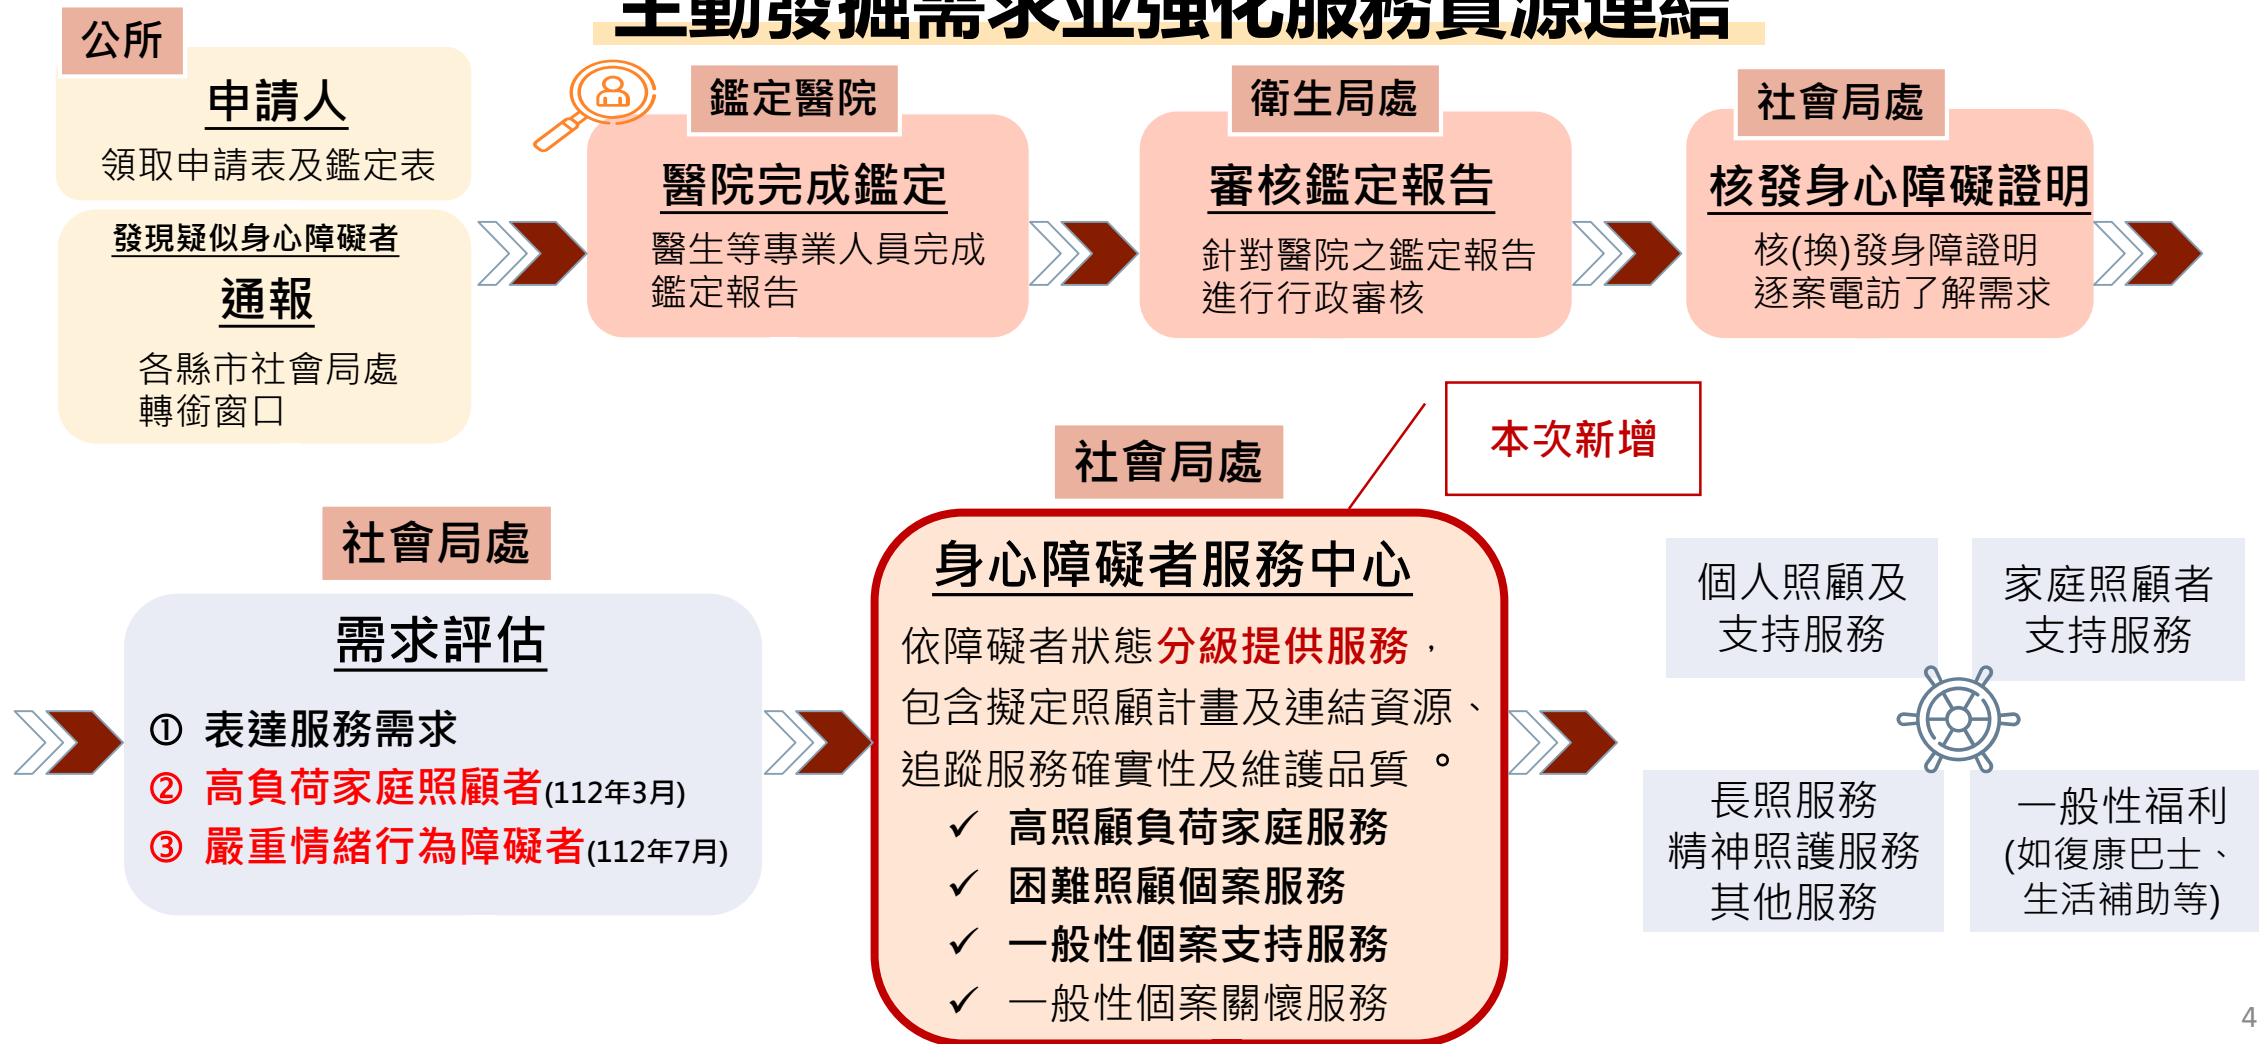 主動發掘需求並強化服務資源連結
公所
申請人
領取申請表及鑑定表
發現疑似身心障礙者
通報
各縣市社會局處
轉銜窗口
鑑定醫院
醫院完成鑑定
醫生等專業人員完成
鑑定報告
衛生局處
審核鑑定報告
針對醫院之鑑定報告
進行行政審核
社會局處
核發身心障礙證明
核(換)發身障證明
逐案電訪了解需求
社會局處
需求評估
① 表達服務需求
② 高負荷家庭照顧者(112年3月)
③ 嚴重情緒行為障礙者(112年7月)
社會局處
本次新增
身心障礙者服務中心
依障礙者狀態分級提供服務，
包含擬定照顧計畫及連結資源、
追蹤服務確實性及維護品質。
✓ 高照顧負荷家庭服務
✓ 困難照顧個案服務
✓ 一般性個案支持服務
✓ 一般性個案關懷服務
個人照顧及
支持服務
家庭照顧者
支持服務
長照服務
精神照護服務
其他服務
一般性福利
(如復康巴士、
生活補助等)
4